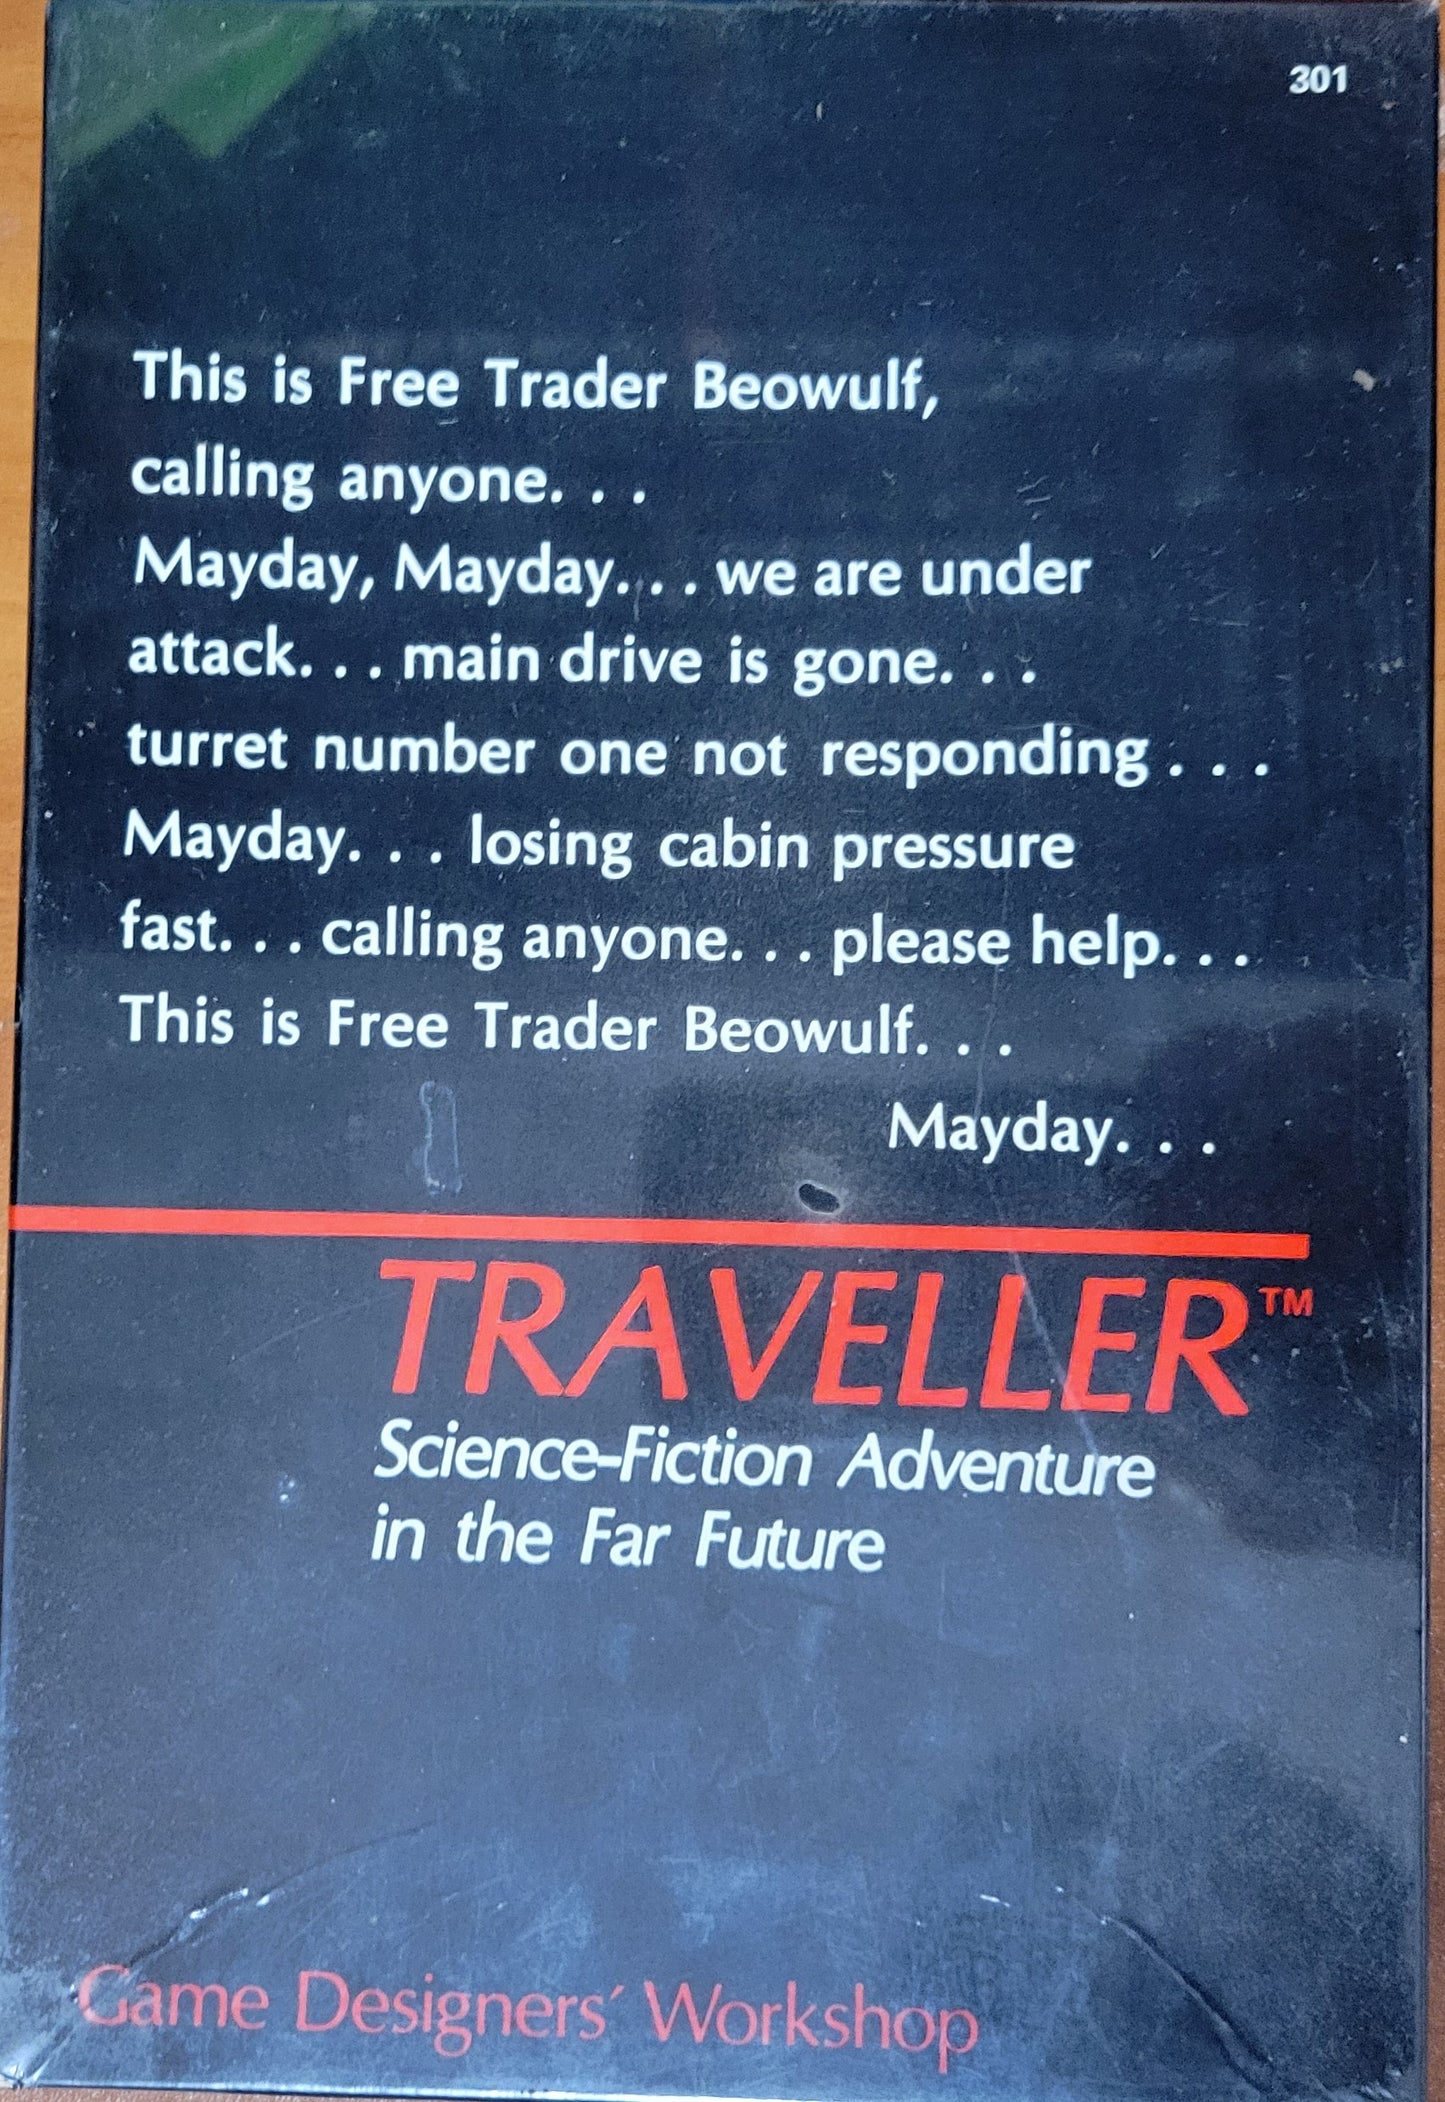 301
This is Free Trader Beowulf,
calling anyone. . .
Mayday, Mayday. . . we are under
attack. . . main drive is gone. . .
turret number one not responding . . .
Mayday. . . losing cabin pressure
fast. . . calling anyone. . . please help. . .
This is Free Trader Beowulf. . .
Mayday. . .
TRAVELLER™
Science-Fiction Adventure
in the Far Future
Game Designers' Workshop